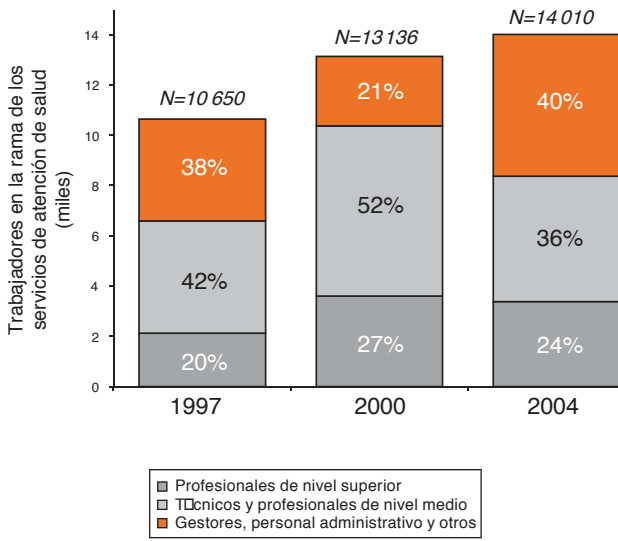 Trabajadores en la rama de los
servicios de atención de salud
(miles)
14
12
10
8
6
4
2
0
N=10 650
38%
42%
20%
1997
N=13 136
21%
52%
27%
2000
N=14 010
40%
36%
24%
2004
Profesionales de nivel superior
T□cnicos y profesionales de nivel medio
Gestores, personal administrativo y otros